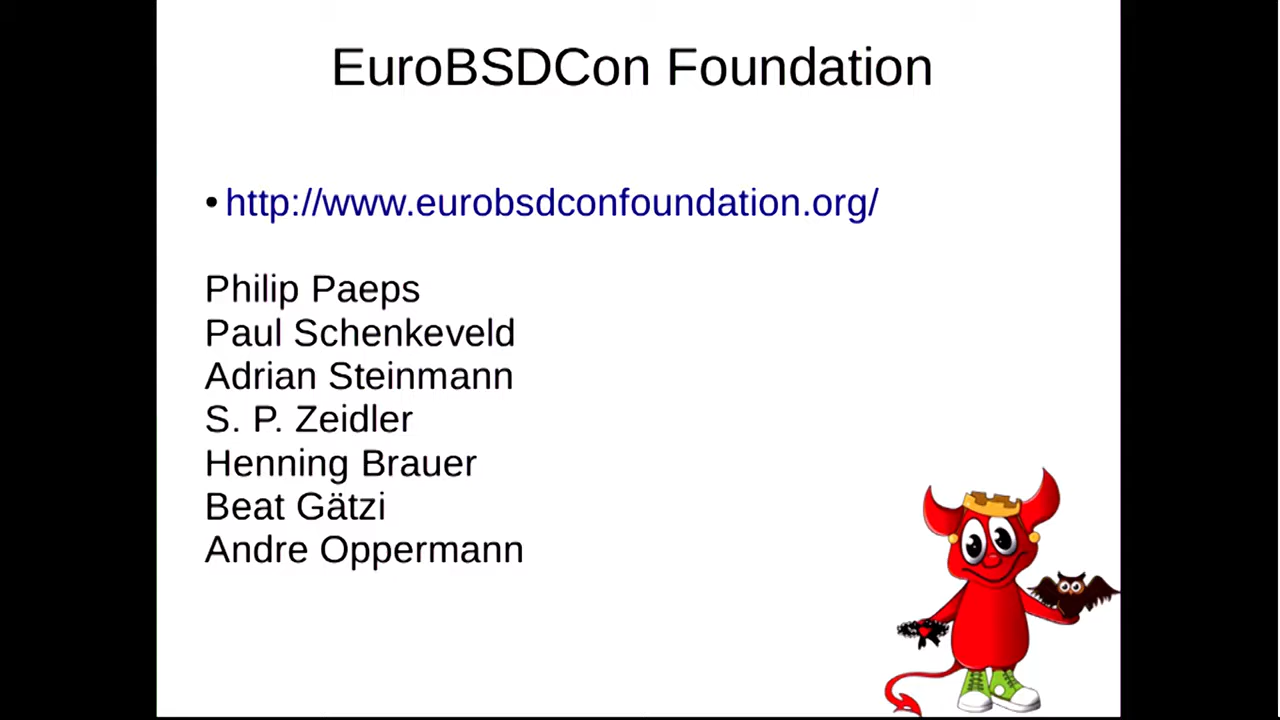 EuroBSDCon Foundation
• http://www.eurobsdconfoundation.org/
Philip Paeps
Paul Schenkeveld
Adrian Steinmann
S. P. Zeidler
Henning Brauer
Beat Gätzi
Andre Oppermann